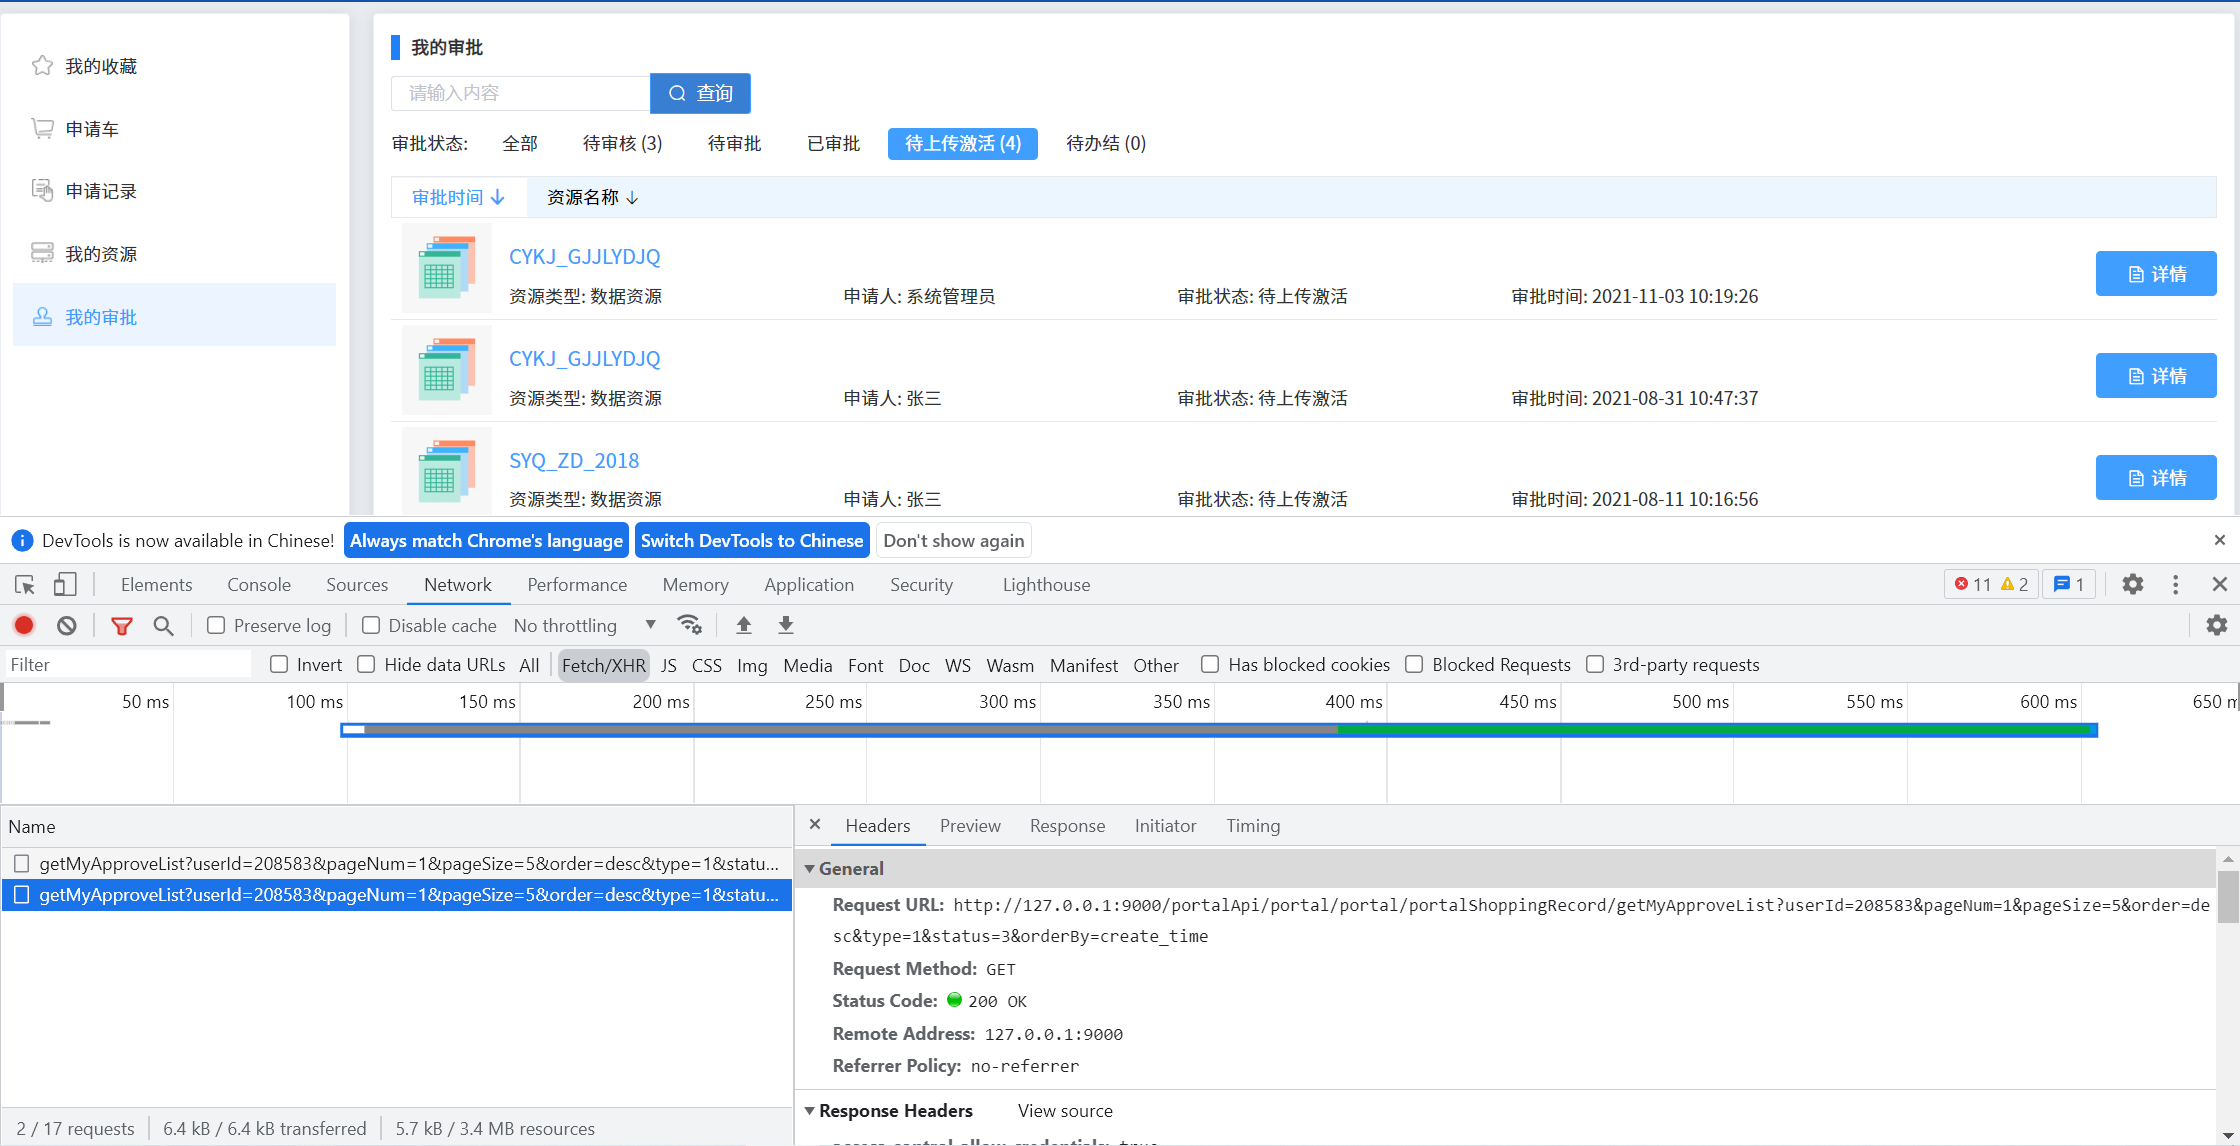 我的收藏
申请车
申请记录
我的资源
我的审批
我的审批
请输入内容 查询
审批状态: 全部 待审核 (3) 待审批 已审批 待上传激活 (4) 待办结 (0)
审批时间 ↓ 资源名称 ↓
CYKJ_GJJLYDJQ
资源类型: 数据资源 申请人: 系统管理员 审批状态: 待上传激活 审批时间: 2021-11-03 10:19:26 详情
CYKJ_GJJLYDJQ
资源类型: 数据资源 申请人: 张三 审批状态: 待上传激活 审批时间: 2021-08-31 10:47:37 详情
SYQ_ZD_2018
资源类型: 数据资源 申请人: 张三 审批状态: 待上传激活 审批时间: 2021-08-11 10:16:56 详情
DevTools is now available in Chinese! Always match Chrome's language Switch DevTools to Chinese Don't show again
Elements Console Sources Network Performance Memory Application Security Lighthouse 11 2 1
Preserve log Disable cache No throttling
Filter Invert Hide data URLs All Fetch/XHR JS CSS Img Media Font Doc WS Wasm Manifest Other Has blocked cookies Blocked Requests 3rd-party requests
50 ms 100 ms 150 ms 200 ms 250 ms 300 ms 350 ms 400 ms 450 ms 500 ms 550 ms 600 ms 650 m
Name
getMyApproveList?userId=208583&pageNum=1&pageSize=5&order=desc&type=1&statu...
getMyApproveList?userId=208583&pageNum=1&pageSize=5&order=desc&type=1&statu...
2 / 17 requests 6.4 kB / 6.4 kB transferred 5.7 kB / 3.4 MB resources
Headers Preview Response Initiator Timing
General
Request URL: http://127.0.0.1:9000/portalApi/portal/portal/portalShoppingRecord/getMyApproveList?userId=208583&pageNum=1&pageSize=5&order=de
sc&type=1&status=3&orderBy=create_time
Request Method: GET
Status Code: 200 OK
Remote Address: 127.0.0.1:9000
Referrer Policy: no-referrer
Response Headers View source
access-control-allow-credentials: true